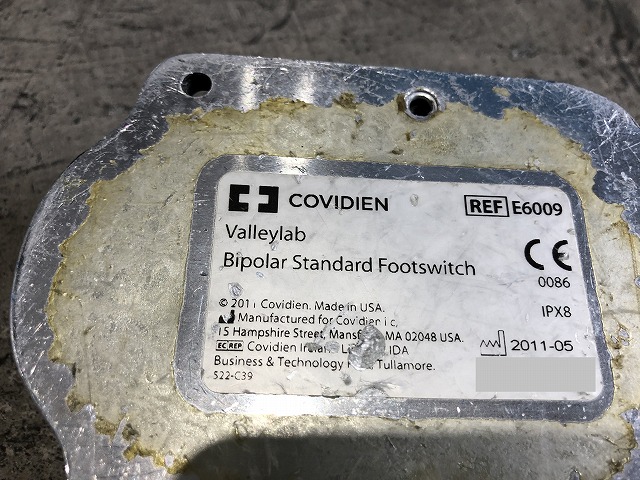 COVIDIEN
REF E6009
Valleylab
Bipolar Standard Footswitch
0086
IPX8
© 2011 Covidien. Made in USA.
Manufactured for Covidien
15 Hampshire Street, MA 02048 USA.
EC REP Covidien IDA
Business & Technology Tullamore.
522-C39
2011-05